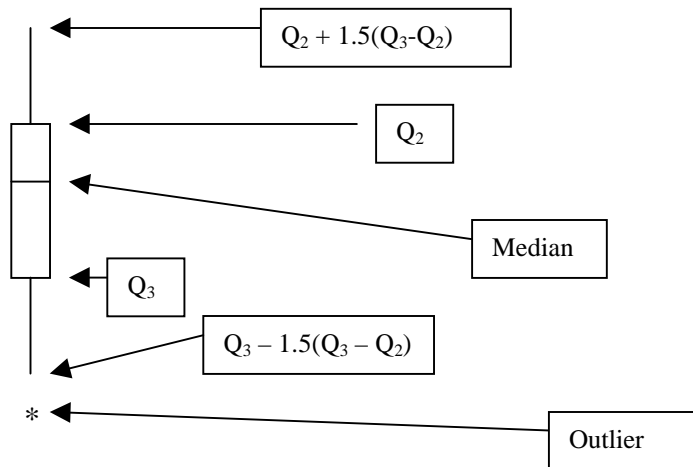 Q₂ + 1.5(Q₃-Q₂)
Q₂
Median
Q₃
Q₃ – 1.5(Q₃ – Q₂)
*
Outlier